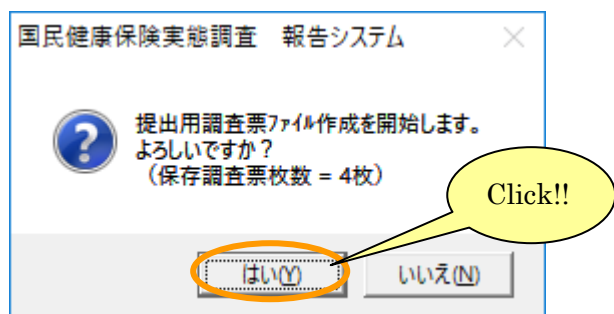 国民健康保険実態調査　報告システム
提出用調査票ﾌｧｲﾙ作成を開始します。
よろしいですか？
（保存調査票枚数 = 4枚）
Click!!
はい(Y)
いいえ(N)